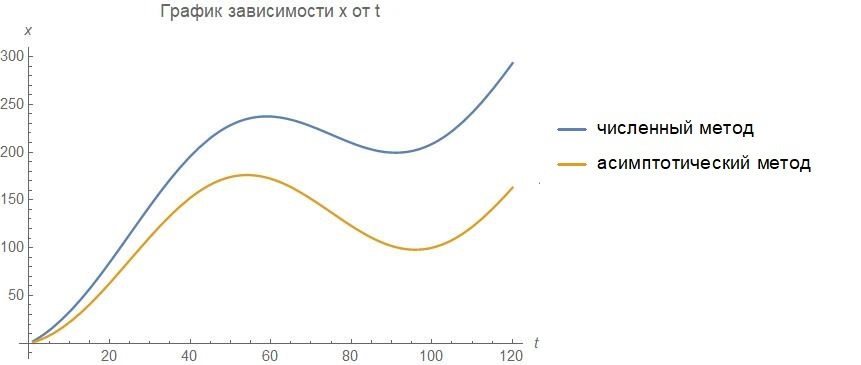 График зависимости x от t
x
300
250
200
150
100
50
20
40
60
80
100
120
t
численный метод
асимптотический метод